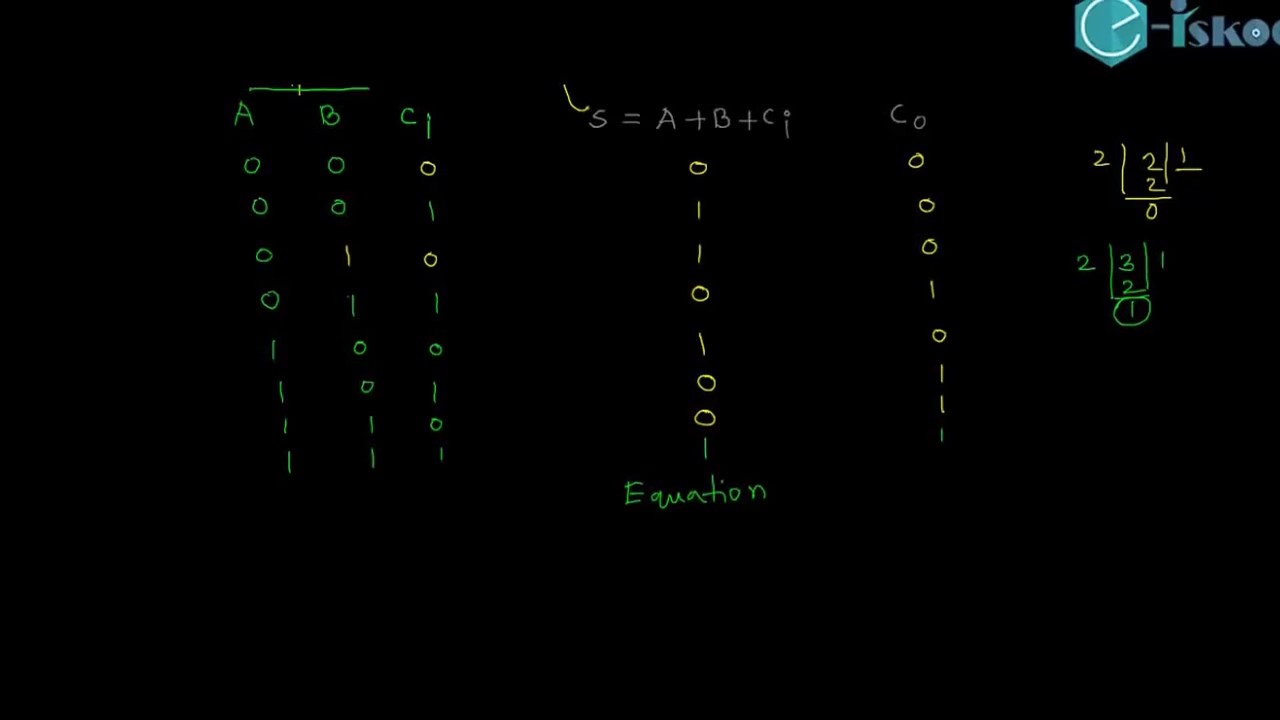 e-iskoo
A B Ci S = A + B + Ci Co
0 0 0 0 0
0 0 1 1 0
0 1 0 1 0
0 1 1 0 1
1 0 0 1 0
1 0 1 0 1
1 1 0 0 1
1 1 1 1 1
Equation
2 | 2 | 1
2
0
2 | 3 | 1
2
1